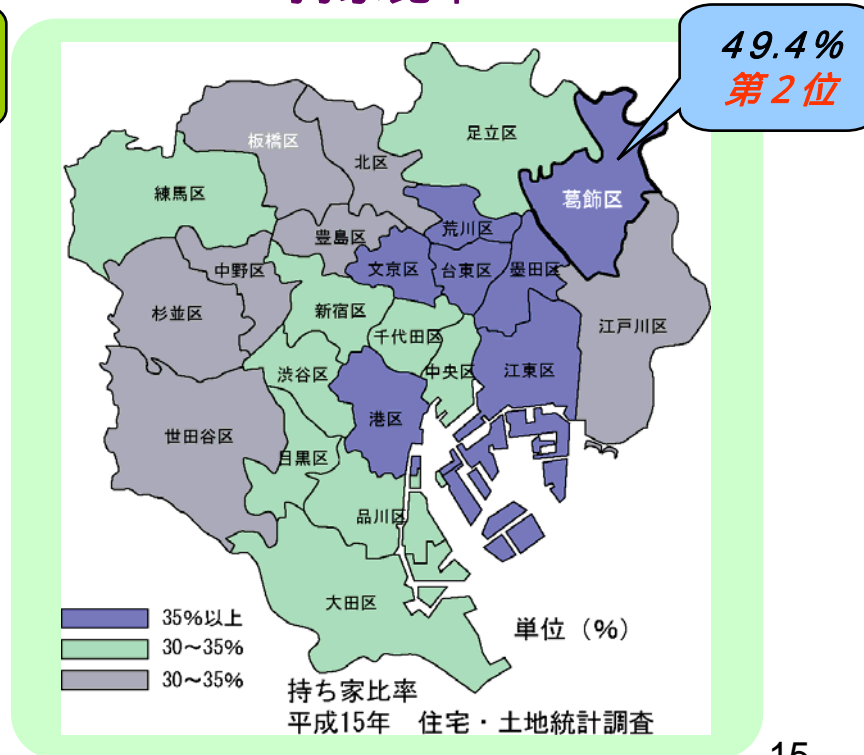 49.4%
第2位
足立区
板橋区
北区
練馬区
葛飾区
荒川区
豊島区
文京区
台東区
墨田区
中野区
杉並区
新宿区
千代田区
江戸川区
渋谷区
中央区
江東区
港区
世田谷区
目黒区
品川区
大田区
35%以上
30～35%
30～35%
単位（%）
持ち家比率
平成15年　住宅・土地統計調査